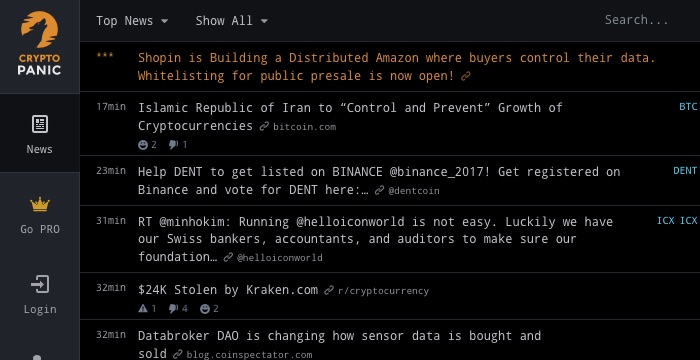 Top News Show All Search...
CRYPTO
PANIC
News
Go PRO
Login
*** Shopin is Building a Distributed Amazon where buyers control their data.
Whitelisting for public presale is now open!
17min Islamic Republic of Iran to “Control and Prevent” Growth of BTC
Cryptocurrencies bitcoin.com
2 1
23min Help DENT to get listed on BINANCE @binance_2017! Get registered on DENT
Binance and vote for DENT here:… @dentcoin
31min RT @minhokim: Running @helloiconworld is not easy. Luckily we have ICX ICX
our Swiss bankers, accountants, and auditors to make sure our
foundation… @helloiconworld
32min $24K Stolen by Kraken.com r/cryptocurrency
1 4 2
32min Databroker DAO is changing how sensor data is bought and
sold blog.coinspectator.com